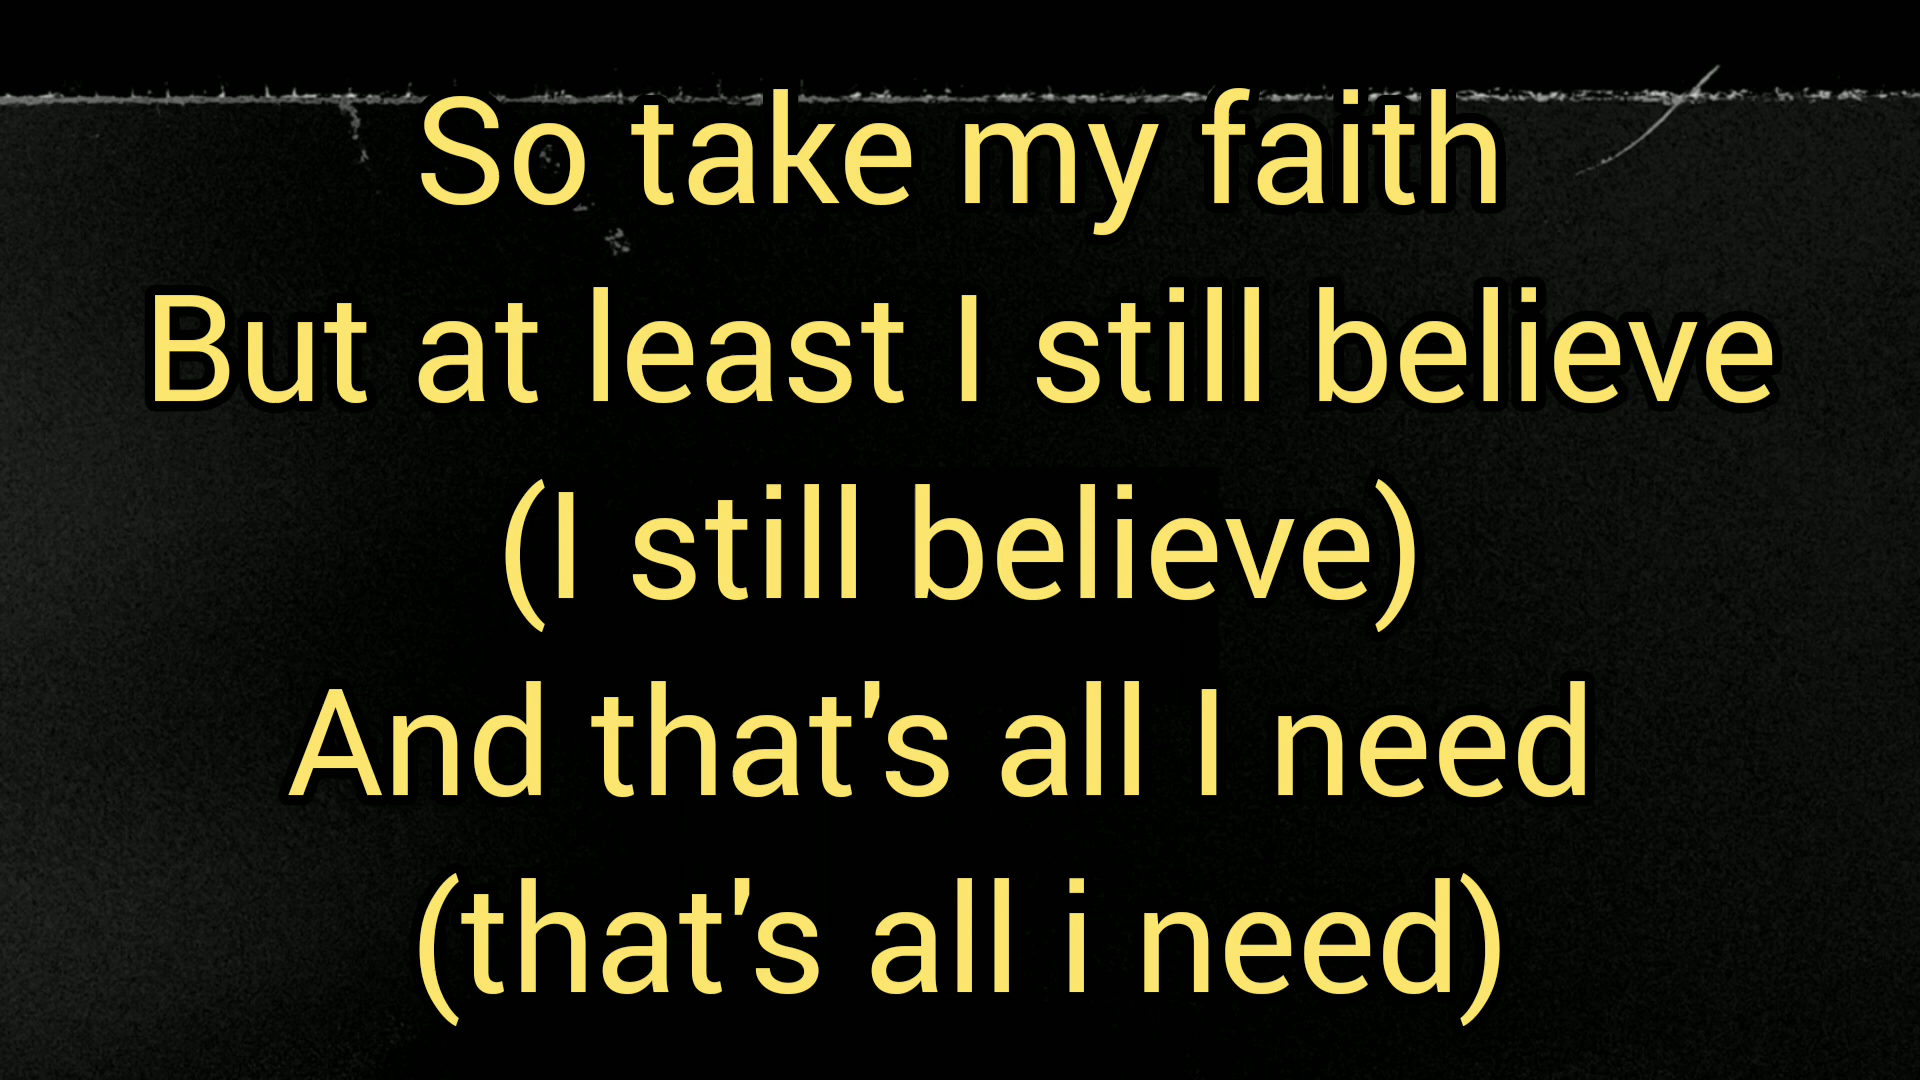 So take my faith
But at least I still believe
(I still believe)
And that's all I need
(that's all i need)